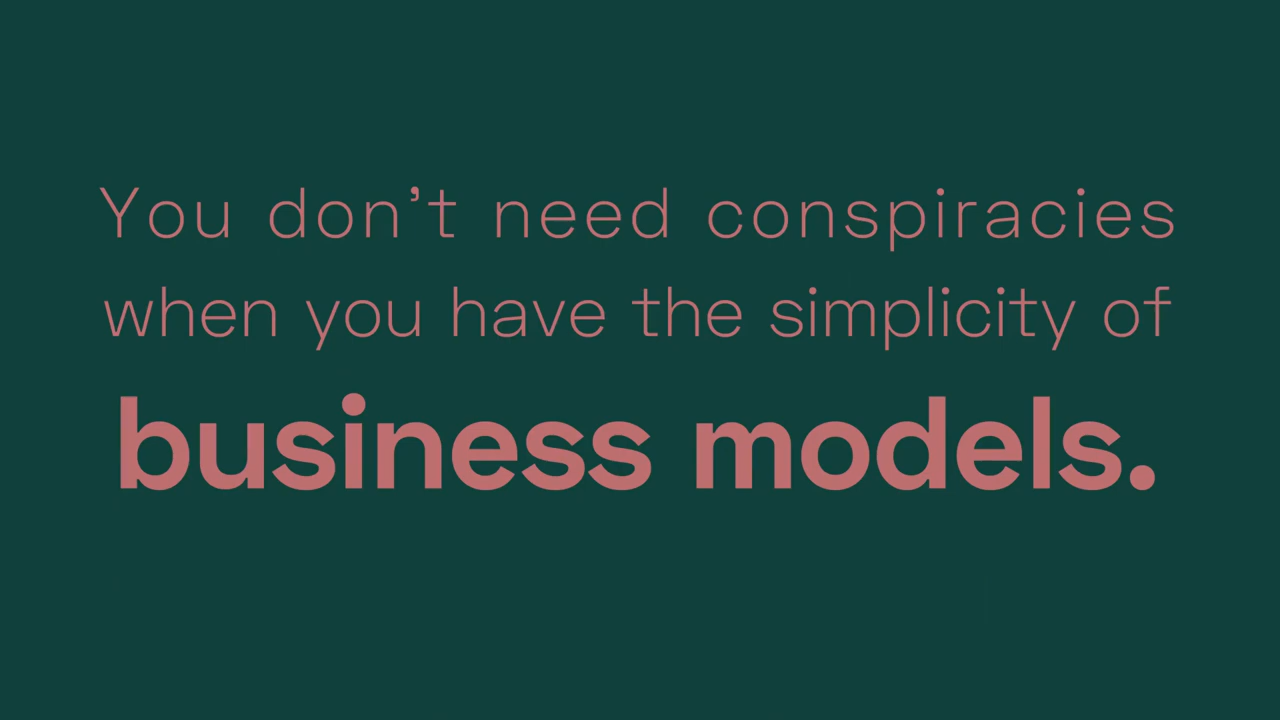 You don’t need conspiracies
when you have the simplicity of
business models.